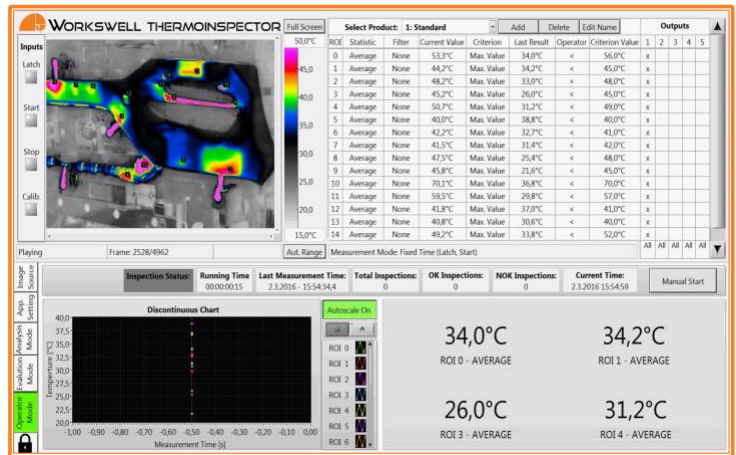 WORKSWELL THERMOINSPECTOR
Full Screen
Select Product: 1: Standard
Add Delete Edit Name
Outputs
Inputs
Latch
Start
Stop
Calib.
50,0°C
45,0
40,0
35,0
30,0
25,0
20,0
15,0°C
Aut. Range
ROI Statistic Filter Current Value Criterion Last Result Operator Criterion Value 1 2 3 4 5
0 Average None 53,3°C Max. Value 34,0°C < 56,0°C x
1 Average None 44,2°C Max. Value 34,2°C < 45,0°C x
2 Average None 48,2°C Max. Value 33,0°C < 48,0°C x
3 Average None 45,2°C Max. Value 26,0°C < 45,0°C x
4 Average None 50,7°C Max. Value 31,2°C < 49,0°C x
5 Average None 40,0°C Max. Value 38,8°C < 40,0°C x
6 Average None 42,2°C Max. Value 32,7°C < 41,0°C x
7 Average None 41,5°C Max. Value 31,4°C < 42,0°C x
8 Average None 47,5°C Max. Value 25,4°C < 48,0°C x
9 Average None 45,8°C Max. Value 21,6°C < 45,0°C x
10 Average None 70,1°C Max. Value 36,8°C < 70,0°C x
11 Average None 59,5°C Max. Value 29,8°C < 57,0°C x
12 Average None 41,8°C Max. Value 37,0°C < 41,0°C x
13 Average None 40,8°C Max. Value 30,6°C < 40,0°C x
14 Average None 49,2°C Max. Value 33,8°C < 52,0°C x
All All All All All
Playing Frame: 2528/4962
Measurement Mode: Fixed Time (Latch, Start)
Image Source
App. Setting
Analysis Mode
Evalution Mode
Operator Mode
Inspection Status:
Running Time
00:00:00:15
Last Measurement Time:
2.3.2016 - 15:54:34,4
Total Inspections:
0
OK Inspections:
0
NOK Inspections:
0
Current Time:
2.3.2016 15:54:59
Manual Start
Discontinuous Chart
Temperture [°C]
40,0
37,5
35,0
32,5
30,0
27,5
25,0
22,5
20,0
-1,00 -0,90 -0,80 -0,70 -0,60 -0,50 -0,40 -0,30 -0,20 -0,10 0,00
Measurement Time [s]
Autoscale On
ROI 0
ROI 1
ROI 2
ROI 3
ROI 4
ROI 5
ROI 6
34,0°C
ROI 0 - AVERAGE
34,2°C
ROI 1 - AVERAGE
26,0°C
ROI 3 - AVERAGE
31,2°C
ROI 4 - AVERAGE